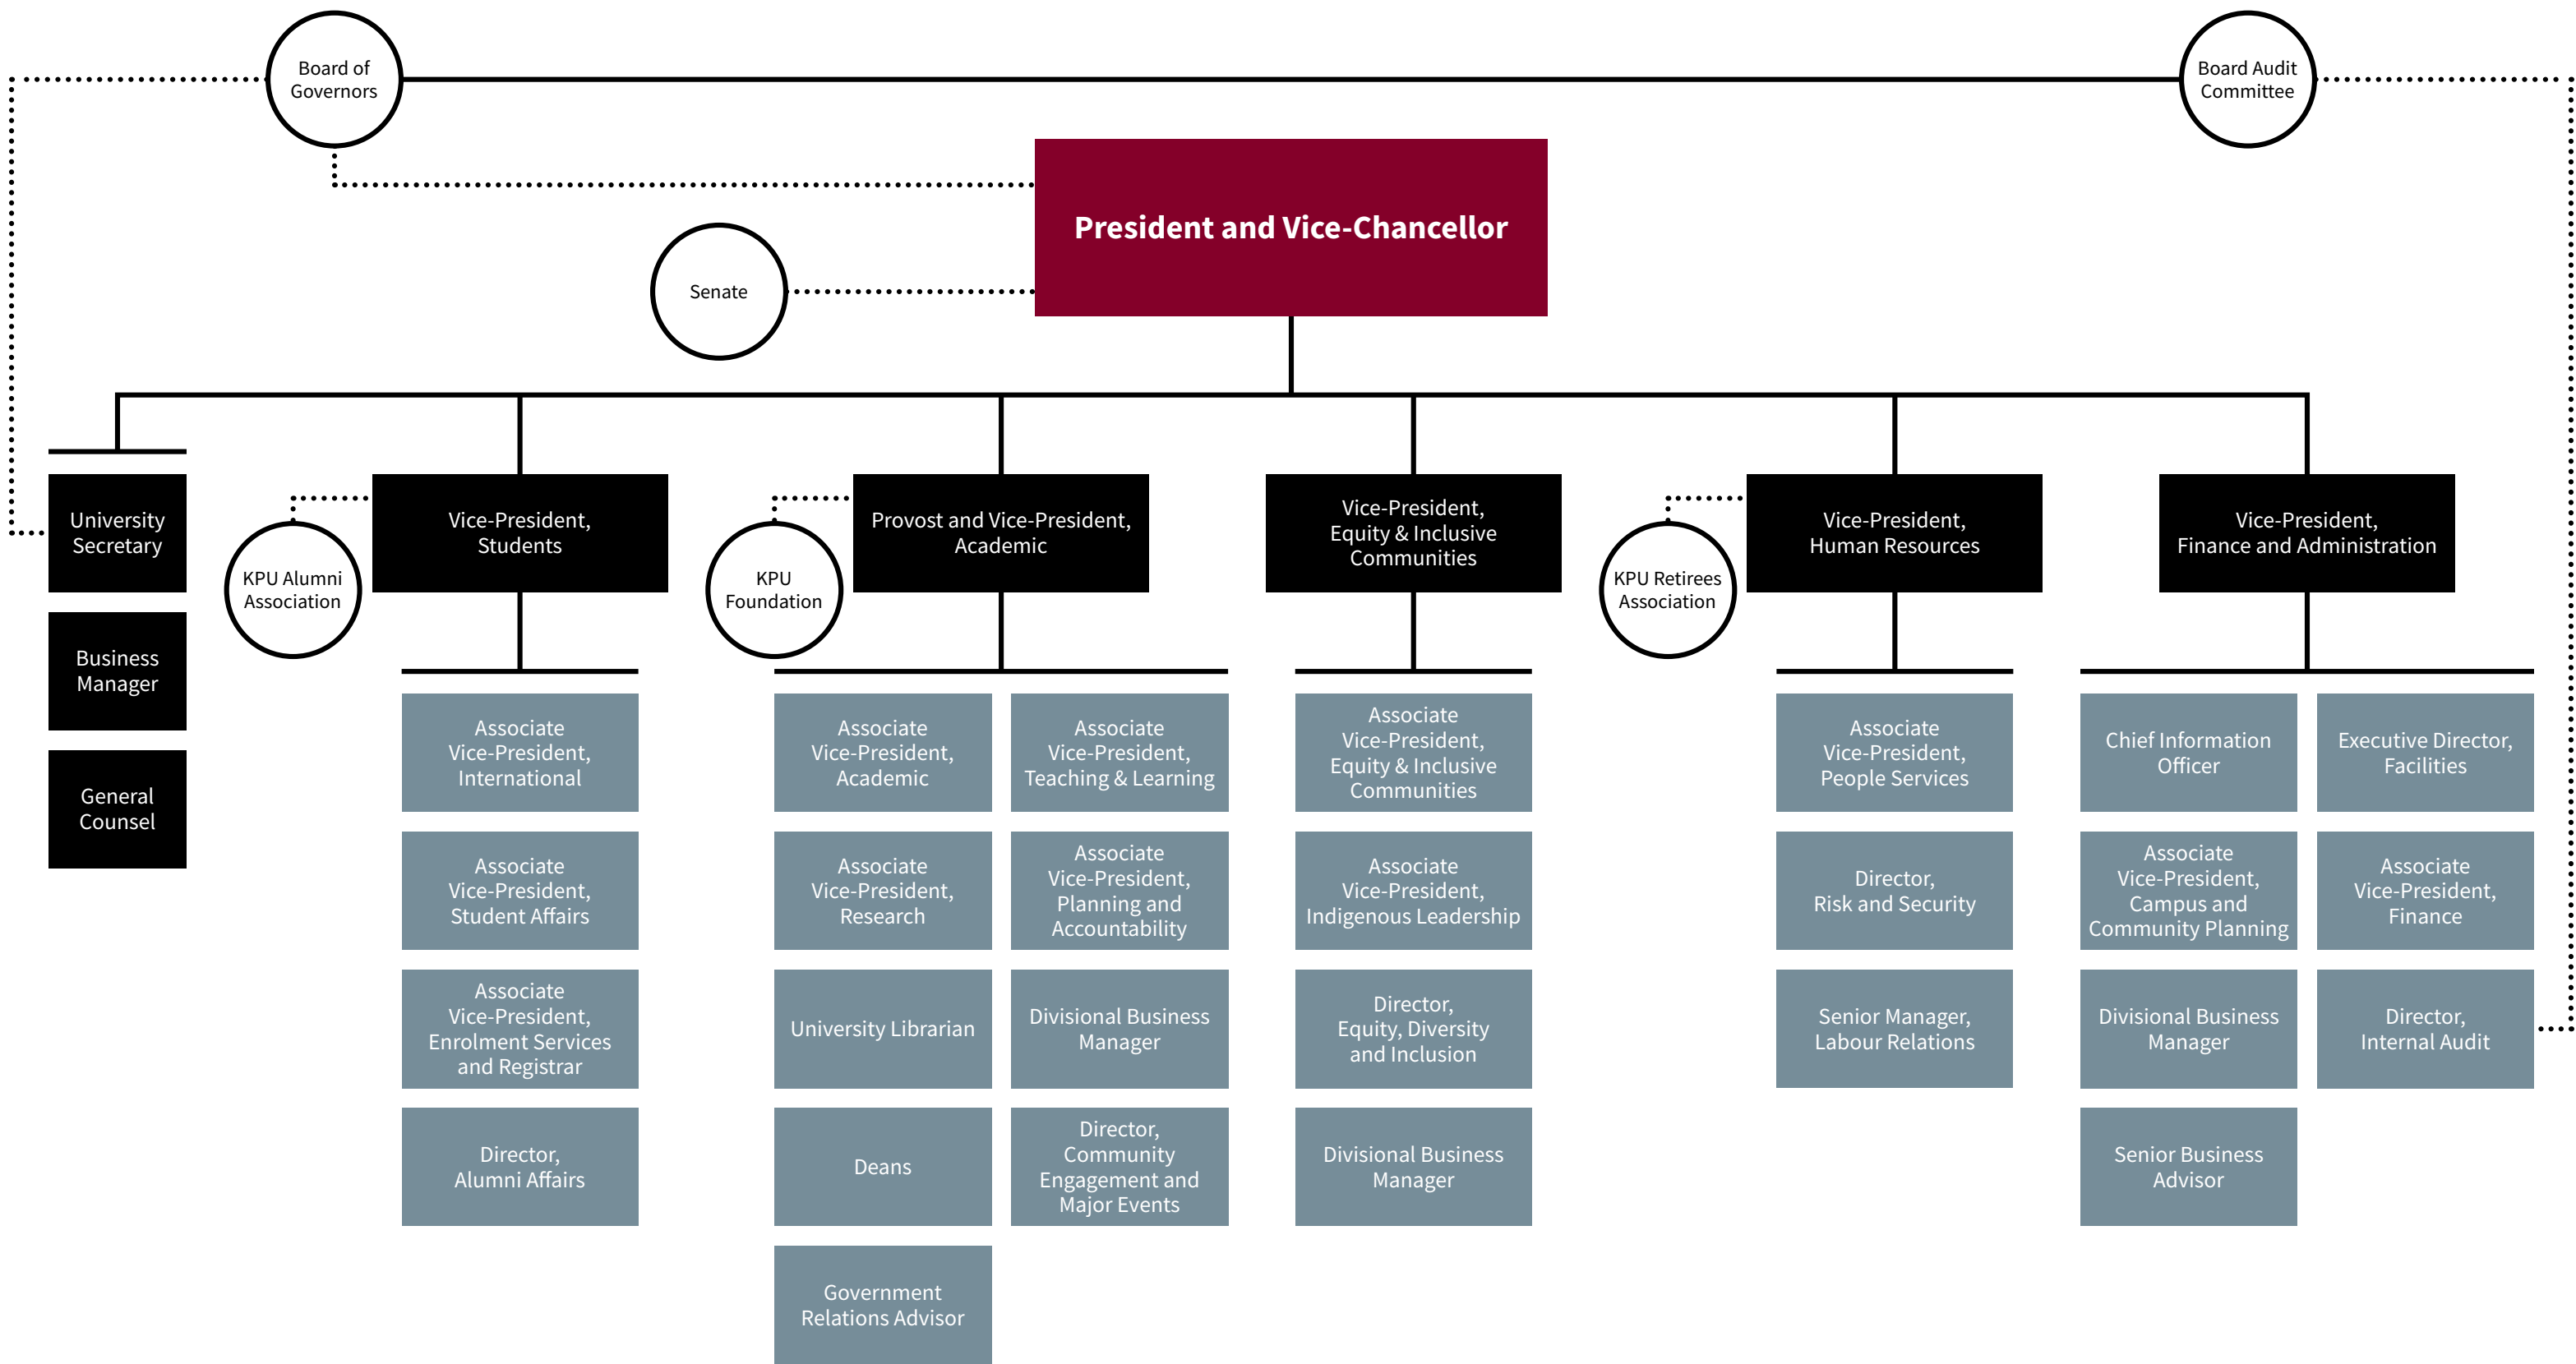 Board of
Governors
Board Audit
Committee
President and Vice-Chancellor
Senate
University
Secretary
Business
Manager
General
Counsel
KPU Alumni
Association
Vice-President,
Students
Associate
Vice-President,
International
Associate
Vice-President,
Student Affairs
Associate
Vice-President,
Enrolment Services
and Registrar
Director,
Alumni Affairs
KPU
Foundation
Provost and Vice-President,
Academic
Associate
Vice-President,
Academic
Associate
Vice-President,
Teaching & Learning
Associate
Vice-President,
Research
Associate
Vice-President,
Planning and
Accountability
University Librarian
Divisional Business
Manager
Deans
Director,
Community
Engagement and
Major Events
Government
Relations Advisor
Vice-President,
Equity & Inclusive
Communities
Associate
Vice-President,
Equity & Inclusive
Communities
Associate
Vice-President,
Indigenous Leadership
Director,
Equity, Diversity
and Inclusion
Divisional Business
Manager
KPU Retirees
Association
Vice-President,
Human Resources
Associate
Vice-President,
People Services
Director,
Risk and Security
Senior Manager,
Labour Relations
Vice-President,
Finance and Administration
Chief Information
Officer
Executive Director,
Facilities
Associate
Vice-President,
Campus and
Community Planning
Associate
Vice-President,
Finance
Divisional Business
Manager
Director,
Internal Audit
Senior Business
Advisor